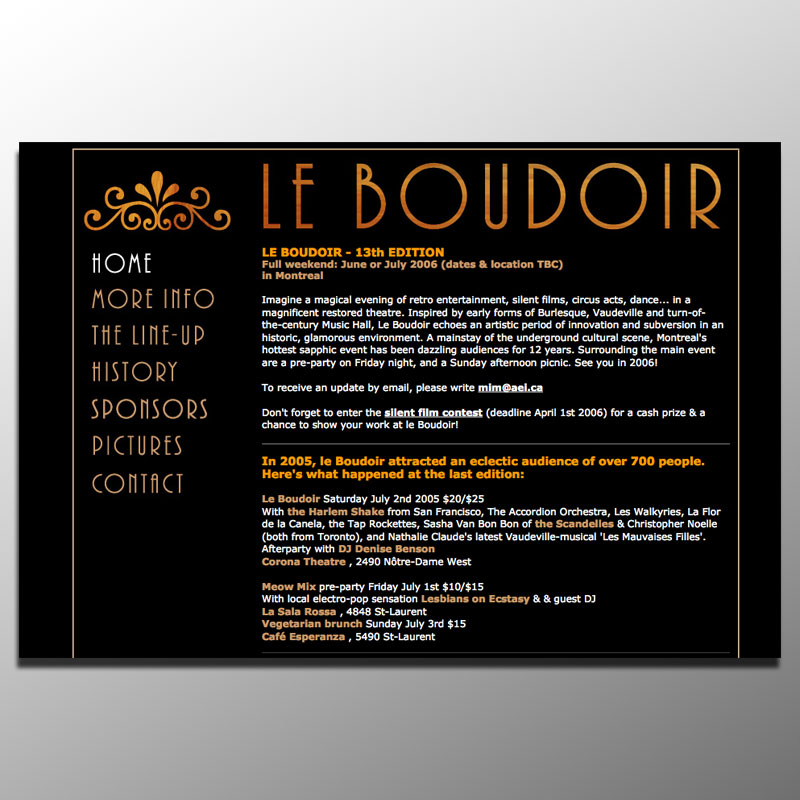 LE BOUDOIR
HOME
MORE INFO
THE LINE-UP
HISTORY
SPONSORS
PICTURES
CONTACT
LE BOUDOIR - 13th EDITION
Full weekend: June or July 2006 (dates & location TBC)
in Montreal
Imagine a magical evening of retro entertainment, silent films, circus acts, dance... in a
magnificent restored theatre. Inspired by early forms of Burlesque, Vaudeville and turn-of-
the-century Music Hall, Le Boudoir echoes an artistic period of innovation and subversion in an
historic, glamorous environment. A mainstay of the underground cultural scene, Montreal's
hottest sapphic event has been dazzling audiences for 12 years. Surrounding the main event
are a pre-party on Friday night, and a Sunday afternoon picnic. See you in 2006!
To receive an update by email, please write mim@aei.ca
Don't forget to enter the silent film contest (deadline April 1st 2006) for a cash prize & a
chance to show your work at le Boudoir!
In 2005, le Boudoir attracted an eclectic audience of over 700 people.
Here's what happened at the last edition:
Le Boudoir Saturday July 2nd 2005 $20/$25
With the Harlem Shake from San Francisco, The Accordion Orchestra, Les Walkyries, La Flor
de la Canela, the Tap Rockettes, Sasha Van Bon Bon of the Scandelles & Christopher Noelle
(both from Toronto), and Nathalie Claude's latest Vaudeville-musical 'Les Mauvaises Filles'.
Afterparty with DJ Denise Benson
Corona Theatre , 2490 Nôtre-Dame West
Meow Mix pre-party Friday July 1st $10/$15
With local electro-pop sensation Lesbians on Ecstasy & & guest DJ
La Sala Rossa , 4848 St-Laurent
Vegetarian brunch Sunday July 3rd $15
Café Esperanza , 5490 St-Laurent